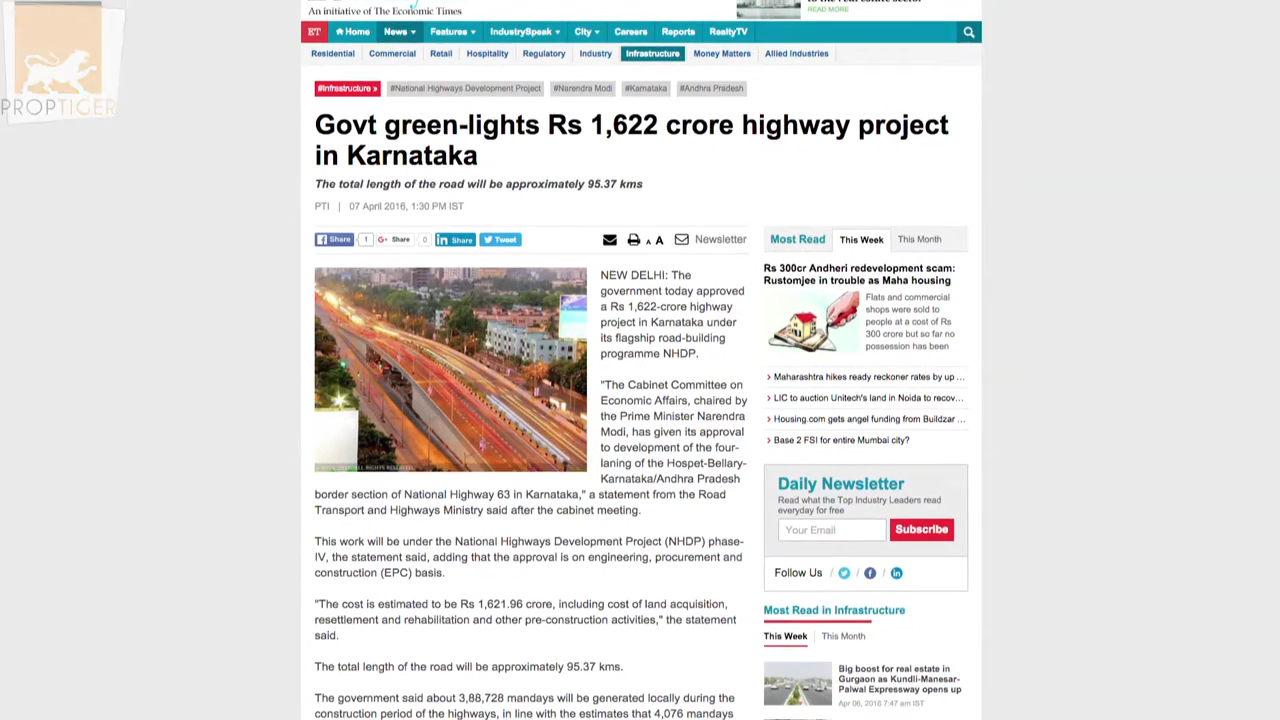 An initiative of The Economic Times
READ MORE
ET Home News Features IndustrySpeak City Careers Reports RealtyTV
Residential Commercial Retail Hospitality Regulatory Industry Infrastructure Money Matters Allied Industries
PROPTIGER
#Infrastructure » #National Highways Development Project #Narendra Modi #Karnataka #Andhra Pradesh
Govt green-lights Rs 1,622 crore highway project
in Karnataka
The total length of the road will be approximately 95.37 kms
PTI | 07 April 2016, 1:30 PM IST
Share 1 G+ Share 0 in Share Tweet A A Newsletter
NEW DELHI: The
government today approved
a Rs 1,622-crore highway
project in Karnataka under
its flagship road-building
programme NHDP.
"The Cabinet Committee on
Economic Affairs, chaired by
the Prime Minister Narendra
Modi, has given its approval
to development of the four-
laning of the Hospet-Bellary-
Karnataka/Andhra Pradesh
border section of National Highway 63 in Karnataka," a statement from the Road
Transport and Highways Ministry said after the cabinet meeting.
This work will be under the National Highways Development Project (NHDP) phase-
IV, the statement said, adding that the approval is on engineering, procurement and
construction (EPC) basis.
"The cost is estimated to be Rs 1,621.96 crore, including cost of land acquisition,
resettlement and rehabilitation and other pre-construction activities," the statement
said.
The total length of the road will be approximately 95.37 kms.
The government said about 3,88,728 mandays will be generated locally during the
construction period of the highways, in line with the estimates that 4,076 mandays
Most Read This Week This Month
Rs 300cr Andheri redevelopment scam:
Rustomjee in trouble as Maha housing
Flats and commercial
shops were sold to
people at a cost of Rs
300 crore but so far no
possession has been
Maharashtra hikes ready reckoner rates by up ...
LIC to auction Unitech's land in Noida to recov...
Housing.com gets angel funding from Buildzar ...
Base 2 FSI for entire Mumbai city?
Daily Newsletter
Read what the Top Industry Leaders read
everyday for free
Your Email Subscribe
Follow Us / / /
Most Read in Infrastructure
This Week This Month
Big boost for real estate in
Gurgaon as Kundli-Manesar-
Palwal Expressway opens up
Apr 06, 2016 7:47 am IST